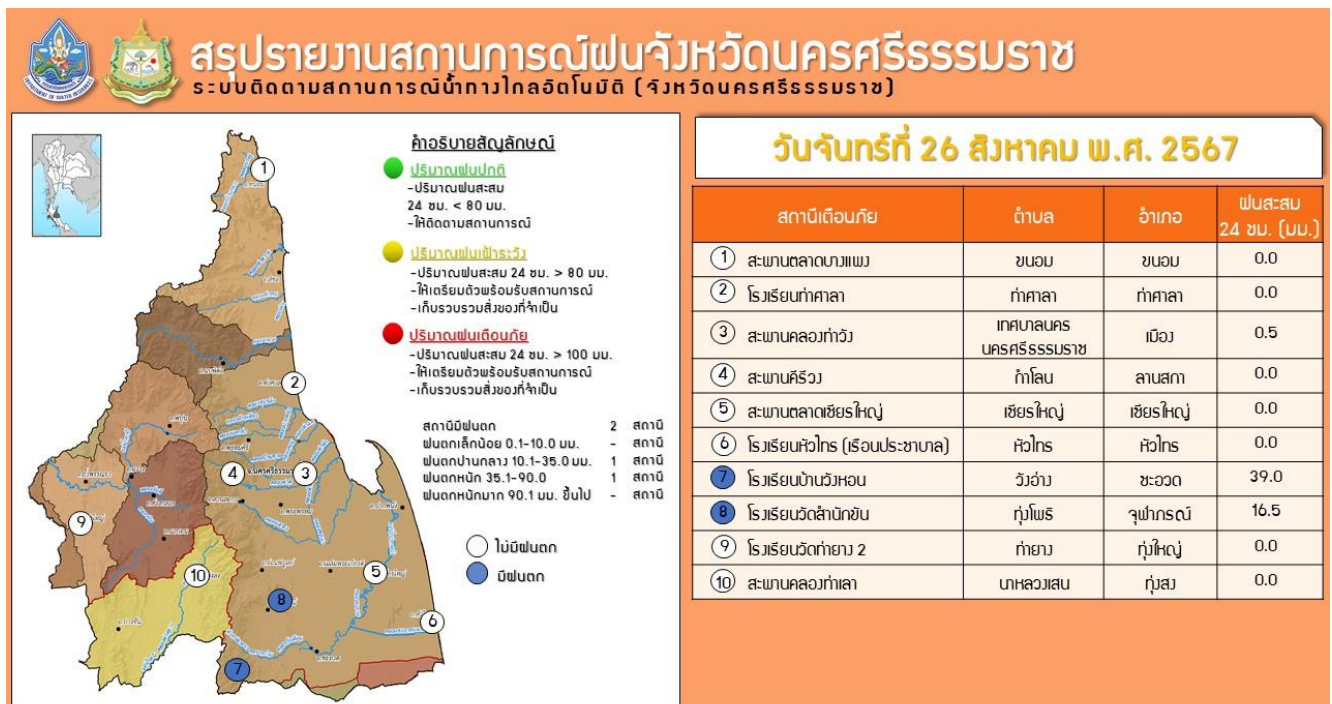 สรุปรายงานสถานการณ์ฝนจังหวัดนครศรีธรรมราช
ระบบติดตามสถานการณ์น้ำทางไกลอัตโนมัติ (จังหวัดนครศรีธรรมราช)
คำอธิบายสัญลักษณ์
ปริมาณฝนปกติ
-ปริมาณฝนสะสม
24 ชม. < 80 มม.
-ให้ติดตามสถานการณ์
ปริมาณฝนเฝ้าระวัง
-ปริมาณฝนสะสม 24 ชม. > 80 มม.
-ให้เตรียมตัวพร้อมรับสถานการณ์
-เก็บรวบรวมสิ่งของที่จำเป็น
ปริมาณฝนเตือนภัย
-ปริมาณฝนสะสม 24 ชม. > 100 มม.
-ให้เตรียมตัวพร้อมรับสถานการณ์
-เก็บรวบรวมสิ่งของที่จำเป็น
สถานีมีฝนตก 2 สถานี
ฝนตกเล็กน้อย 0.1-10.0 มม. - สถานี
ฝนตกปานกลาง 10.1-35.0 มม. 1 สถานี
ฝนตกหนัก 35.1-90.0 1 สถานี
ฝนตกหนักมาก 90.1 มม. ขึ้นไป - สถานี
ไม่มีฝนตก
มีฝนตก
1
2
4
3
9
10
5
8
6
7
วันจันทร์ที่ 26 สิงหาคม พ.ศ. 2567
สถานีเตือนภัย ตำบล อำเภอ ฝนสะสม
24 ชม. (มม.)
1 สะพานตลาดบางแพง ขนอม ขนอม 0.0
2 โรงเรียนท่าศาลา ท่าศาลา ท่าศาลา 0.0
3 สะพานคลองท่าวัง เทศบาลนคร
นครศรีธรรมราช เมือง 0.5
4 สะพานคีรีวง กำโลน ลานสกา 0.0
5 สะพานตลาดเชียรใหญ่ เชียรใหญ่ เชียรใหญ่ 0.0
6 โรงเรียนหัวไทร (เรือนประชาบาล) หัวไทร หัวไทร 0.0
7 โรงเรียนบ้านวังหอน วังอ่าง ชะอวด 39.0
8 โรงเรียนวัดสำนักขัน ทุ่งโพธิ จุฬาภรณ์ 16.5
9 โรงเรียนวัดท่ายาง 2 ท่ายาง ทุ่งใหญ่ 0.0
10 สะพานคลองท่าเลา นาหลวงเสน ทุ่งสง 0.0